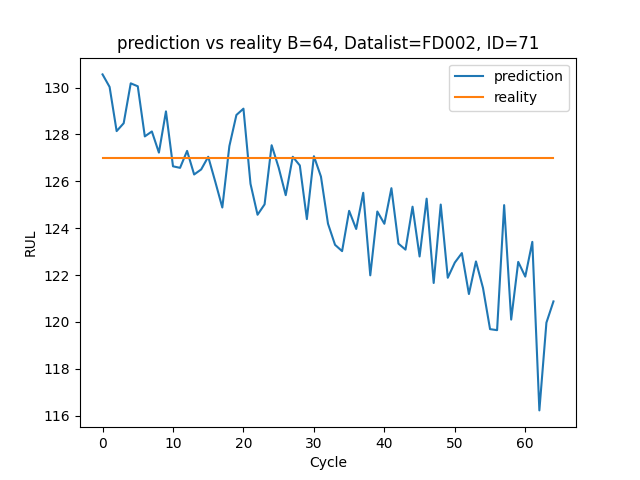 prediction vs reality B=64, Datalist=FD002, ID=71
prediction
reality
130
128
126
124
122
120
118
116
RUL
0 10 20 30 40 50 60
Cycle